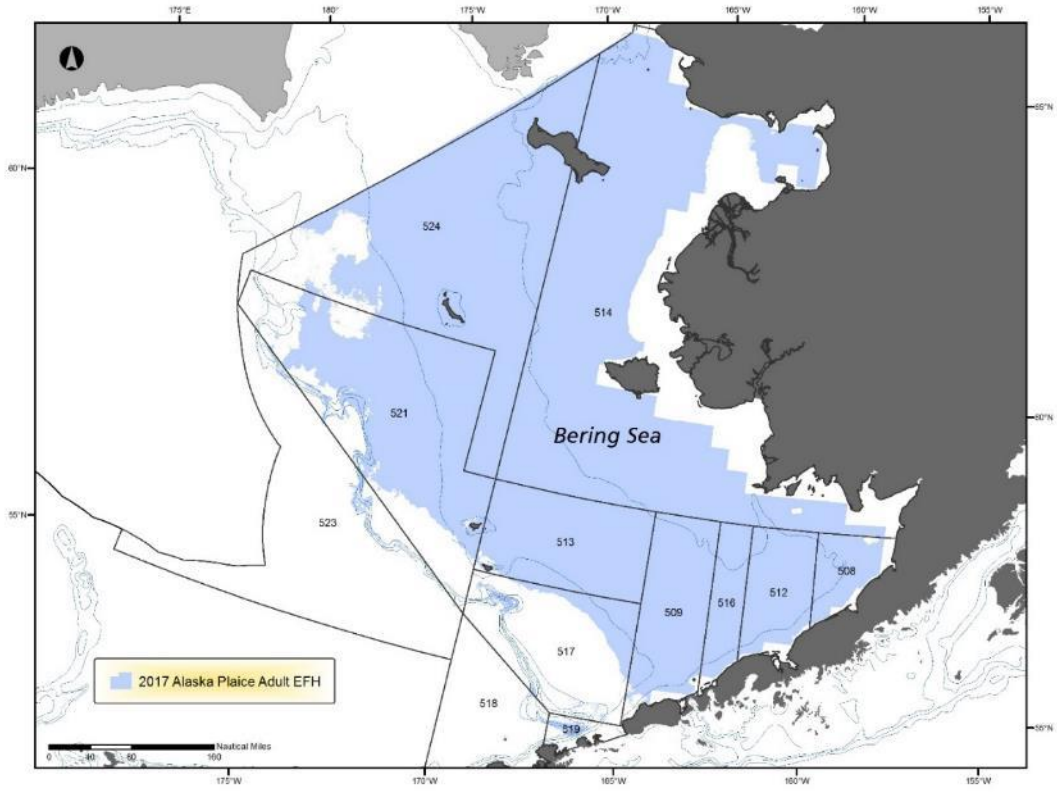 175°E 180° 175°W 170°W 165°W 160°W 155°W
65°N
60°N
524
514
521
60°N
Bering Sea
55°N
523
513
508
512
516
509
517
2017 Alaska Plaice Adult EFH
518
519
55°N
Nautical Miles
0 40 80 160
175°W 170°W 165°W 160°W 155°W